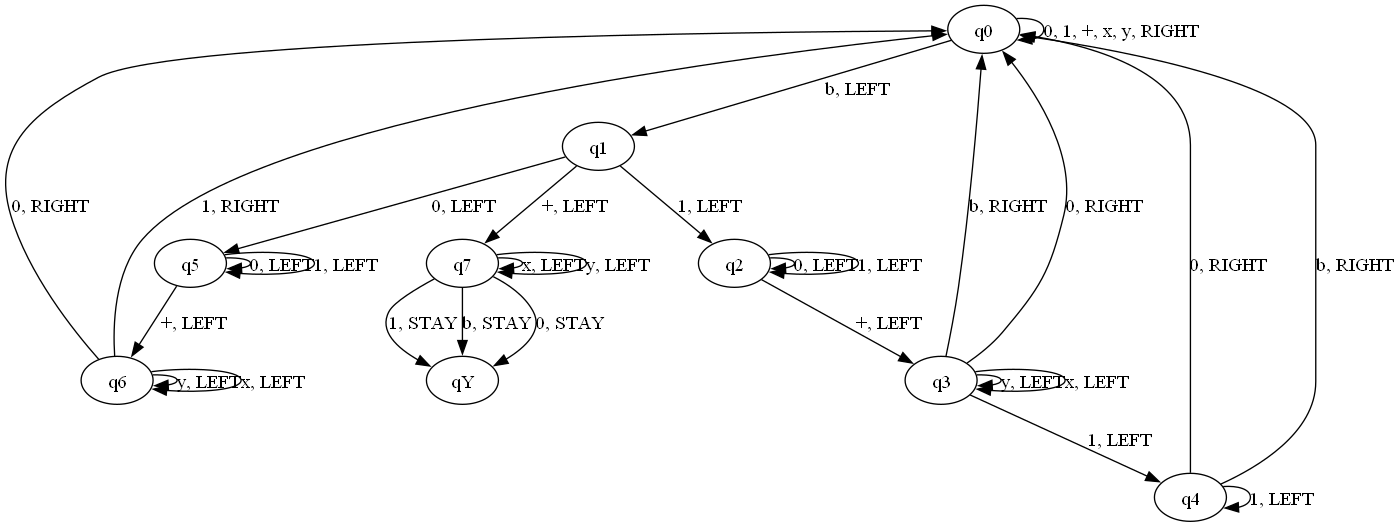 q0
0, 1, +, x, y, RIGHT
b, LEFT
q1
0, RIGHT
1, RIGHT
0, LEFT
+, LEFT
1, LEFT
b, RIGHT
0, RIGHT
0, RIGHT
b, RIGHT
q5
0, LEFT
1, LEFT
q7
x, LEFT
y, LEFT
q2
0, LEFT
1, LEFT
+, LEFT
1, STAY
b, STAY
0, STAY
+, LEFT
q6
y, LEFT
x, LEFT
qY
q3
y, LEFT
x, LEFT
1, LEFT
q4
1, LEFT